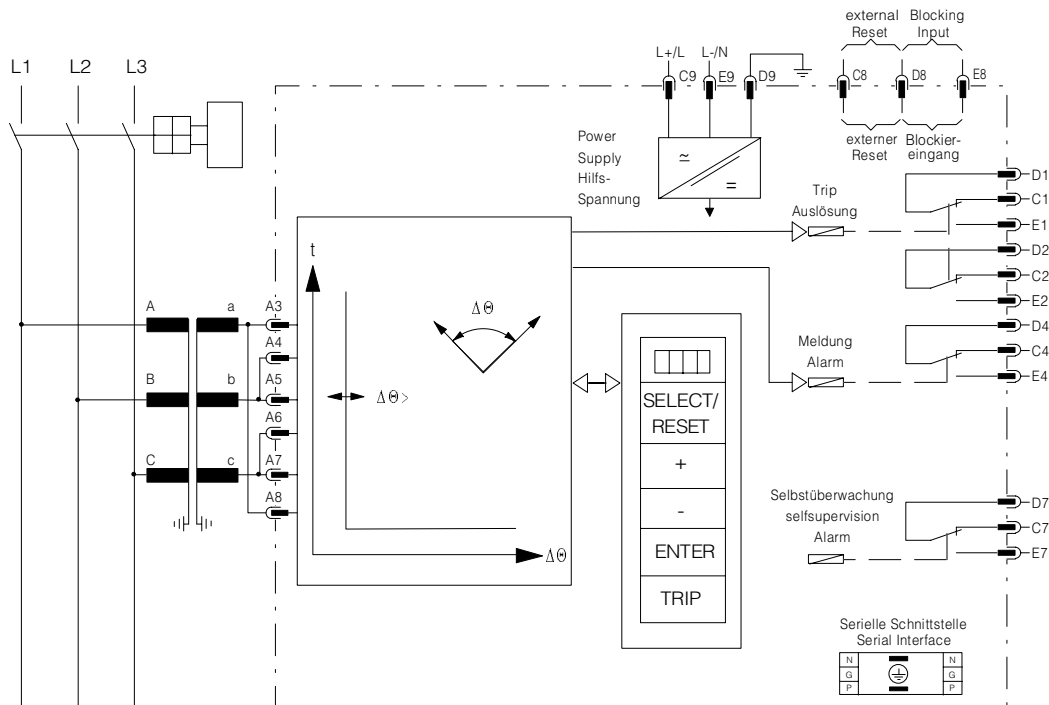 external
Reset
Blocking
Input
L1
L2
L3
L+/L
L-/N
C9
E9
D9
C8
D8
E8
externer
Reset
Blockier-
eingang
Power
Supply
Hilfs-
Spannung
≃
=
Trip
Auslösung
D1
C1
E1
D2
C2
E2
D4
C4
E4
Meldung
Alarm
t
ΔΘ
ΔΘ>
ΔΘ
A
a
B
b
C
c
A3
A4
A5
A6
A7
A8
SELECT/
RESET
+
-
ENTER
TRIP
Selbstüberwachung
selfsupervision
Alarm
D7
C7
E7
Serielle Schnittstelle
Serial Interface
N
G
P
N
G
P